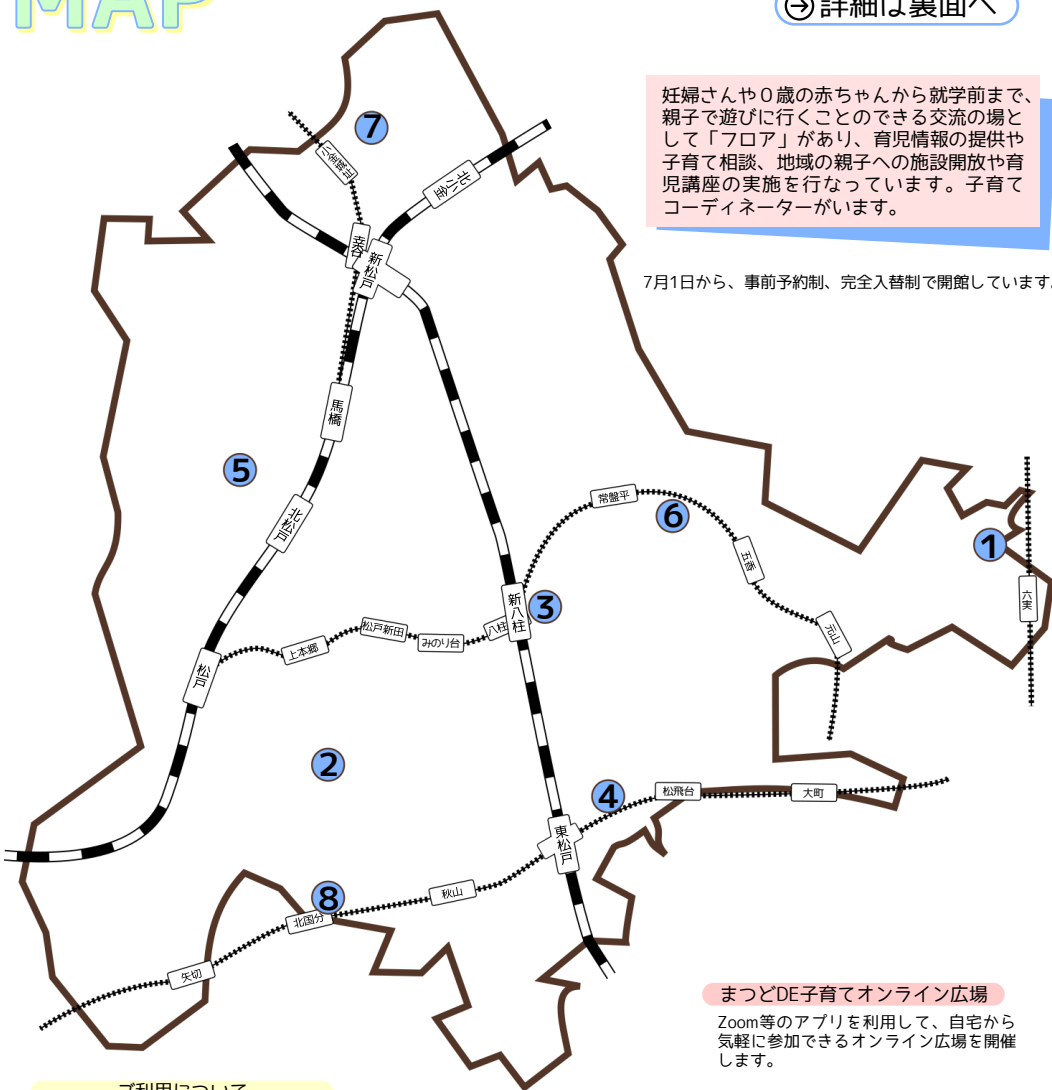 MAP
詳細は裏面へ
妊婦さんや０歳の赤ちゃんから就学前まで、
親子で遊びに行くことのできる交流の場と
して「フロア」があり、育児情報の提供や
子育て相談、地域の親子への施設開放や育
児講座の実施を行なっています。子育て
コーディネーターがいます。
7月1日から、事前予約制、完全入替制で開館しています。
7
小金城趾
北小金
幸谷
新松戸
馬橋
5
北松戸
常盤平
6
五香
1
六実
新八柱
3
八柱
みのり台
松戸新田
上本郷
松戸
元山
2
4
松飛台
大町
東松戸
秋山
8
北国分
矢切
まつどDE子育てオンライン広場
Zoom等のアプリを利用して、自宅から
気軽に参加できるオンライン広場を開催
します。
ご利用について